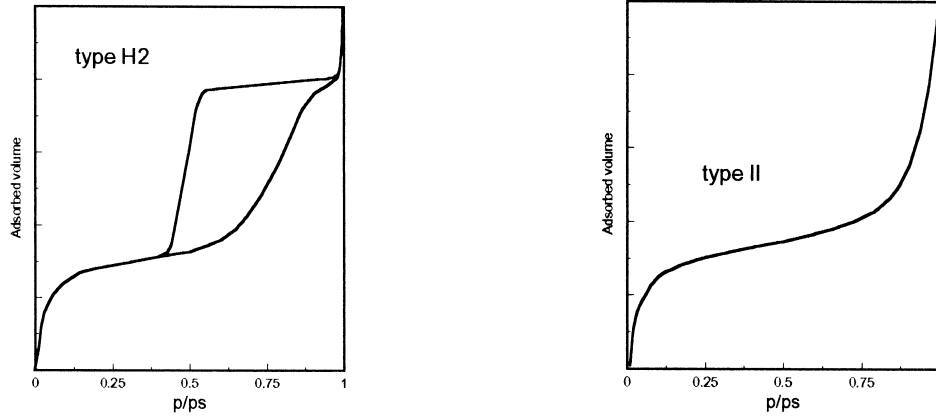 type H2
Adsorbed volume
0 0.25 0.5 0.75 1
p/ps
type II
Adsorbed volume
0 0.25 0.5 0.75
p/ps